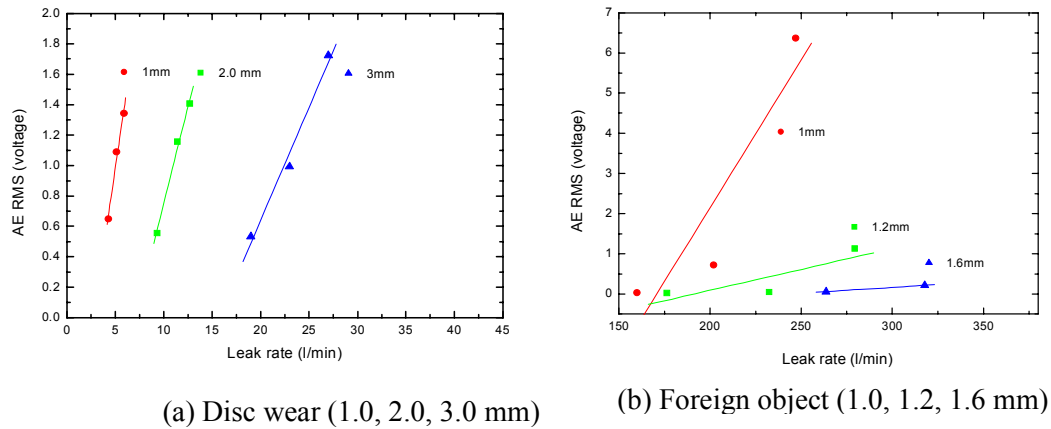 2.0
1.8
1.6
1.4
1.2
1.0
0.8
0.6
0.4
0.2
0.0
AE RMS (voltage)
1mm
2.0 mm
3mm
0 5 10 15 20 25 30 35 40 45
Leak rate (l/min)
(a) Disc wear (1.0, 2.0, 3.0 mm)
7
6
5
4
3
2
1
0
AE RMS (voltage)
1mm
1.2mm
1.6mm
150 200 250 300 350
Leak rate (l/min)
(b) Foreign object (1.0, 1.2, 1.6 mm)